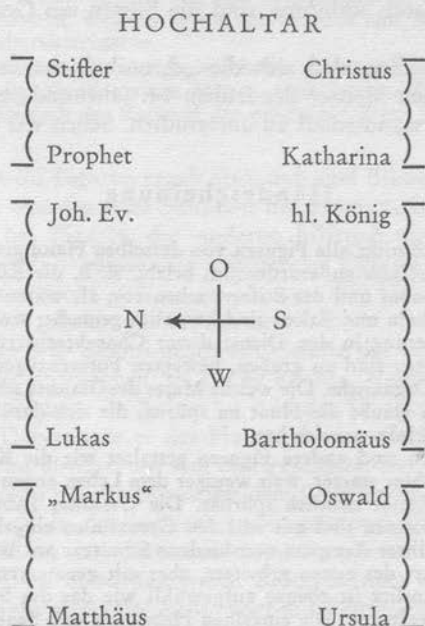 HOCHALTAR
Stifter Christus
Prophet Katharina
Joh. Ev. hl. König
O
N S
W
Lukas Bartholomäus
„Markus“ Oswald
Matthäus Ursula